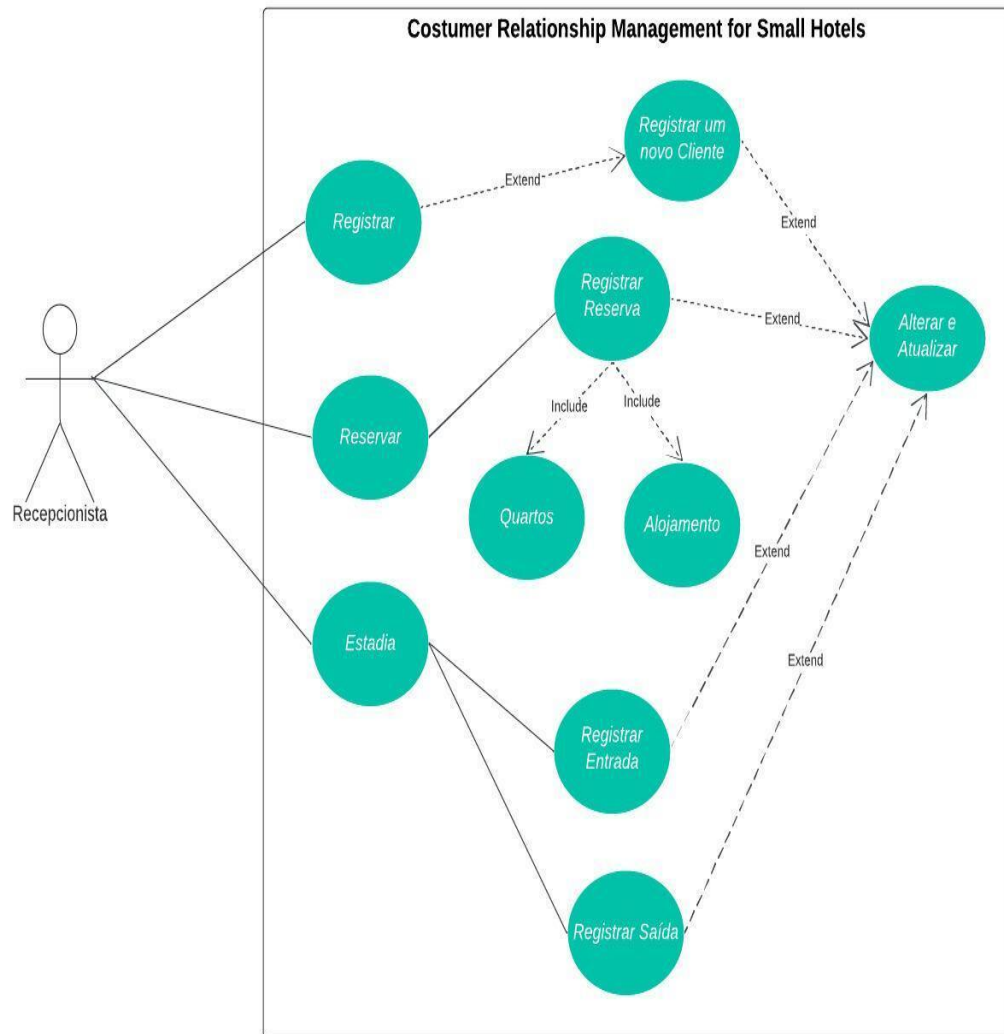 Costumer Relationship Management for Small Hotels
Registrar um
novo Cliente
Extend
Extend
Registrar
Registrar
Reserva
Extend
Alterar e
Atualizar
Include
Include
Reservar
Quartos
Alojamento
Recepcionista
Extend
Estadia
Extend
Registrar
Entrada
Registrar Saída